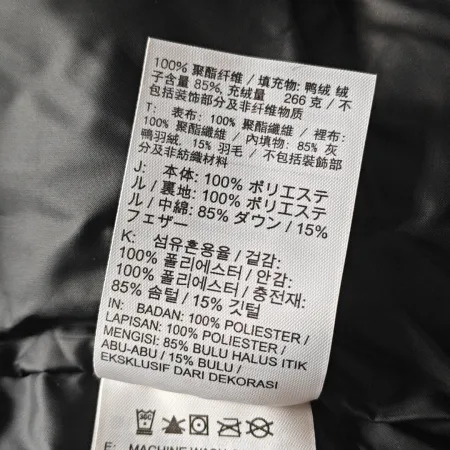 100% 聚酯纤维 / 填充物: 鸭绒 绒
子含量 85%, 充绒量 266 克 / 不
包括装饰部分及非纤维物质
T: 表布: 100% 聚酯纖維 / 裡布:
100% 聚酯纖維 / 內填物: 85% 灰
鴨羽絨, 15% 羽毛 / 不包括裝飾部
分及非紡織材料
J: 本体: 100% ポリエステ
ル / 裏地: 100% ポリエステ
ル / 中綿: 85% ダウン / 15%
フェザー
K: 섬유혼용율 / 겉감:
100% 폴리에스터 / 안감:
100% 폴리에스터 / 충전재:
85% 솜털 / 15% 깃털
IN: BADAN: 100% POLIESTER /
LAPISAN: 100% POLIESTER /
MENGISI: 85% BULU HALUS ITIK
ABU-ABU / 15% BULU /
EKSKLUSIF DARI DEKORASI
E: MACHINE WASH